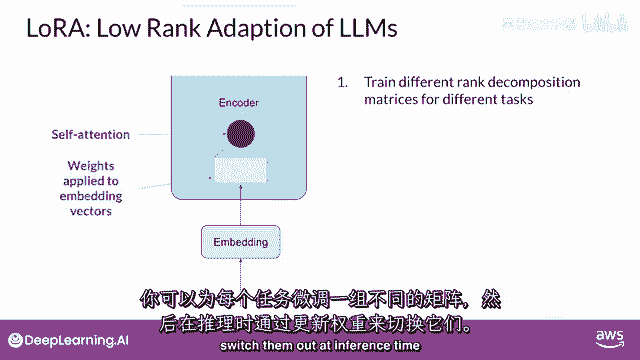 LoRA: Low Rank Adaption of LLMs
1. Train different rank decomposition
matrices for different tasks
Encoder
Self-attention
Weights
applied to
embedding
vectors
Embedding
你可以为每个任务微调一组不同的矩阵，然
后在推理时通过更新权重来切换它们。
switch them out at inference time
DeepLearning.AI
aws